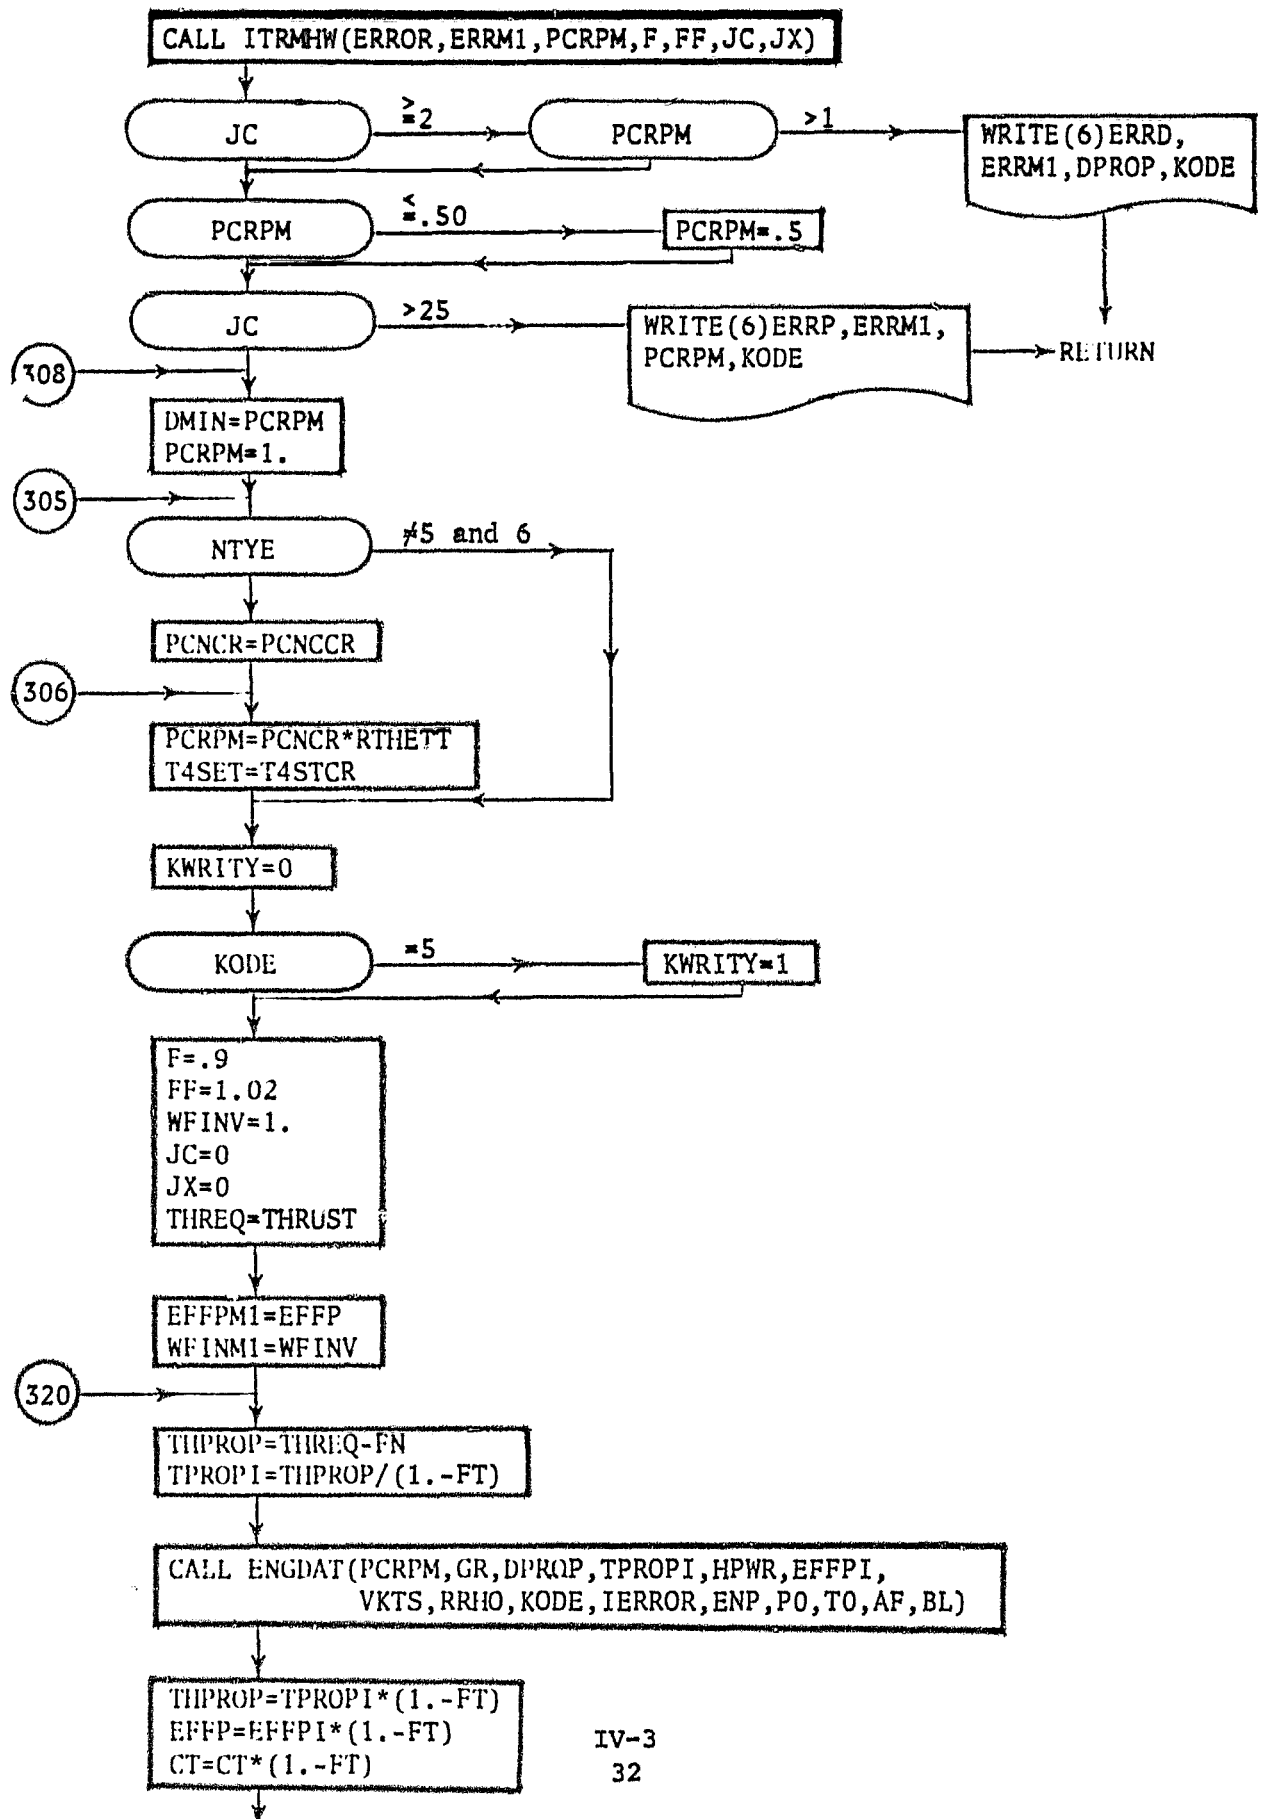 CALL ITRMHW(ERROR,ERRM1,PCRPM,F,FF,JC,JX)
JC
≥2
PCRPM
>1
WRITE(6)ERRD,
ERRM1,DPROP,KODE
PCRPM
≤.50
PCRPM=.5
JC
>25
WRITE(6)ERRP,ERRM1,
PCRPM,KODE
RETURN
308
DMIN=PCRPM
PCRPM=1.
305
NTYE
≠5 and 6
PCNCR=PCNCCR
306
PCRPM=PCNCR*RTHETT
T4SET=T4STCR
KWRITY=0
KODE
=5
KWRITY=1
F=.9
FF=1.02
WFINV=1.
JC=0
JX=0
THREQ=THRUST
EFFPM1=EFFP
WFINM1=WFINV
320
THPROP=THREQ-FN
TPROPI=THPROP/(1.-FT)
CALL ENGDAT(PCRPM,GR,DPROP,TPROPI,HPWR,EFFPI,
VKTS,RRHO,KODE,IERROR,ENP,PO,TO,AF,BL)
THPROP=TPROPI*(1.-FT)
EFFP=EFFPI*(1.-FT)
CT=CT*(1.-FT)
IV-3
32